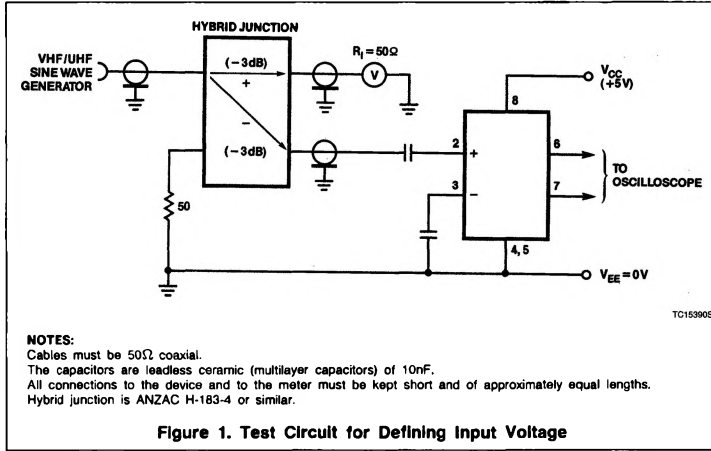 HYBRID JUNCTION
VHF/UHF
SINE WAVE
GENERATOR
(−3dB)
+
−
(−3dB)
R_I = 50Ω
V
50
2
+
3
−
8
V_CC
(+5V)
6
7
TO
OSCILLOSCOPE
4, 5
V_EE = 0V
TC15390S
NOTES:
Cables must be 50Ω coaxial.
The capacitors are leadless ceramic (multilayer capacitors) of 10nF.
All connections to the device and to the meter must be kept short and of approximately equal lengths.
Hybrid junction is ANZAC H-183-4 or similar.
Figure 1. Test Circuit for Defining Input Voltage